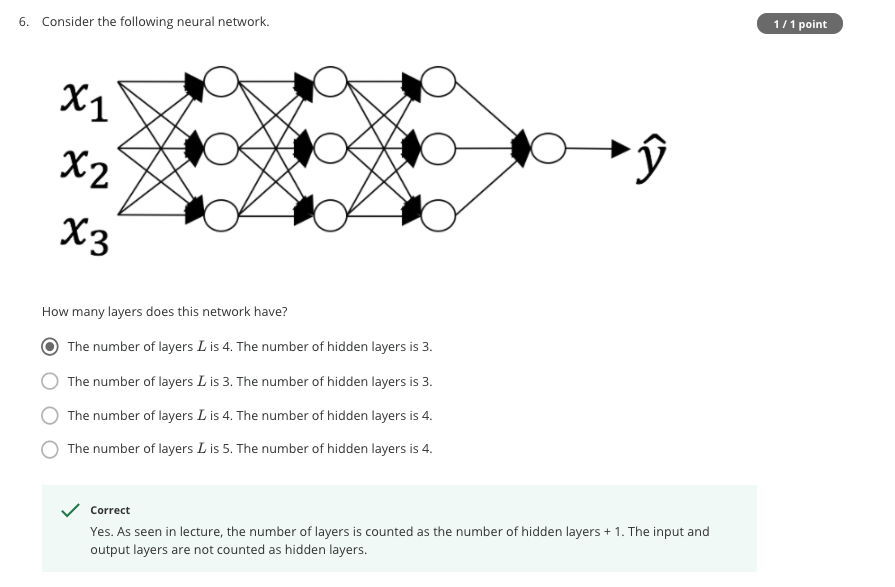 6. Consider the following neural network.
1 / 1 point
x₁
x₂
x₃
ŷ
How many layers does this network have?
The number of layers L is 4. The number of hidden layers is 3.
The number of layers L is 3. The number of hidden layers is 3.
The number of layers L is 4. The number of hidden layers is 4.
The number of layers L is 5. The number of hidden layers is 4.
Correct
Yes. As seen in lecture, the number of layers is counted as the number of hidden layers + 1. The input and
output layers are not counted as hidden layers.